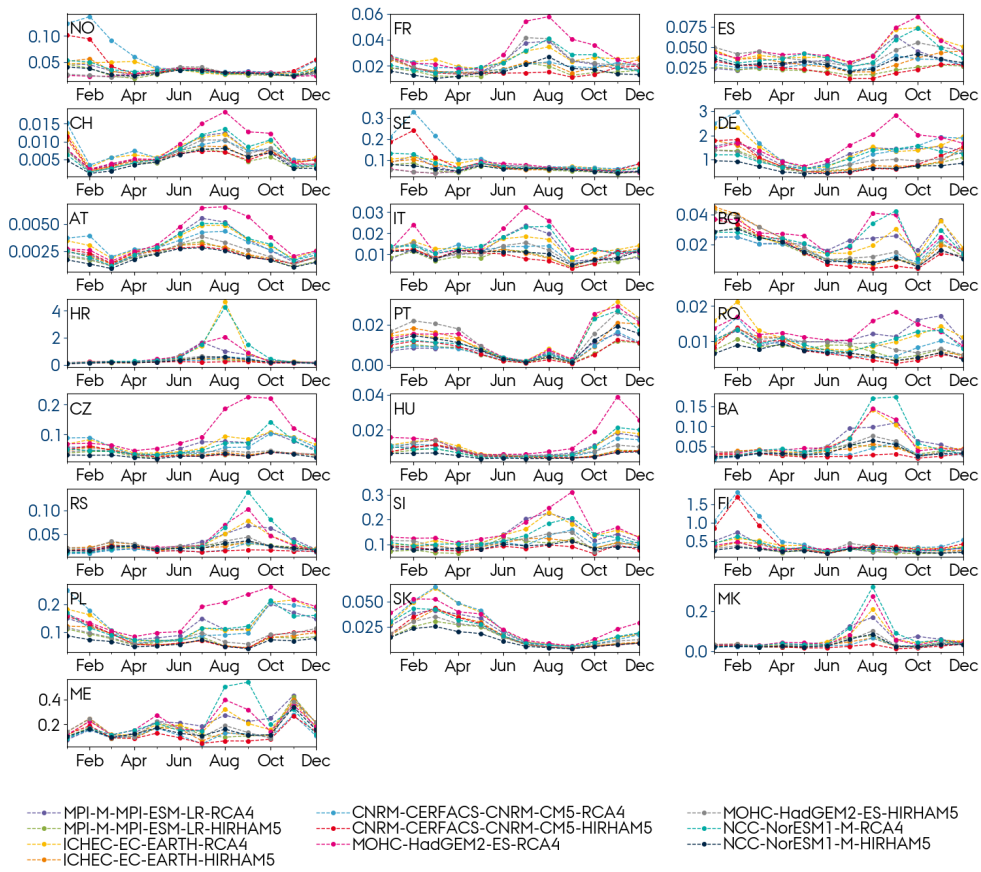 NO
0.10
0.05
Feb Apr Jun Aug Oct Dec
FR
0.06
0.04
0.02
Feb Apr Jun Aug Oct Dec
ES
0.075
0.050
0.025
Feb Apr Jun Aug Oct Dec
CH
0.015
0.010
0.005
Feb Apr Jun Aug Oct Dec
SE
0.3
0.2
0.1
Feb Apr Jun Aug Oct Dec
DE
3
2
1
Feb Apr Jun Aug Oct Dec
AT
0.0050
0.0025
Feb Apr Jun Aug Oct Dec
IT
0.03
0.02
0.01
Feb Apr Jun Aug Oct Dec
BG
0.04
0.02
Feb Apr Jun Aug Oct Dec
HR
4
2
0
Feb Apr Jun Aug Oct Dec
PT
0.02
0.00
Feb Apr Jun Aug Oct Dec
RO
0.02
0.01
Feb Apr Jun Aug Oct Dec
CZ
0.2
0.1
Feb Apr Jun Aug Oct Dec
HU
0.04
0.02
Feb Apr Jun Aug Oct Dec
BA
0.15
0.10
0.05
Feb Apr Jun Aug Oct Dec
RS
0.10
0.05
Feb Apr Jun Aug Oct Dec
SI
0.3
0.2
0.1
Feb Apr Jun Aug Oct Dec
FI
1.5
1.0
0.5
Feb Apr Jun Aug Oct Dec
PL
0.2
0.1
Feb Apr Jun Aug Oct Dec
SK
0.050
0.025
Feb Apr Jun Aug Oct Dec
MK
0.2
0.0
Feb Apr Jun Aug Oct Dec
ME
0.4
0.2
Feb Apr Jun Aug Oct Dec
MPI-M-MPI-ESM-LR-RCA4
MPI-M-MPI-ESM-LR-HIRHAM5
ICHEC-EC-EARTH-RCA4
ICHEC-EC-EARTH-HIRHAM5
CNRM-CERFACS-CNRM-CM5-RCA4
CNRM-CERFACS-CNRM-CM5-HIRHAM5
MOHC-HadGEM2-ES-RCA4
MOHC-HadGEM2-ES-HIRHAM5
NCC-NorESM1-M-RCA4
NCC-NorESM1-M-HIRHAM5